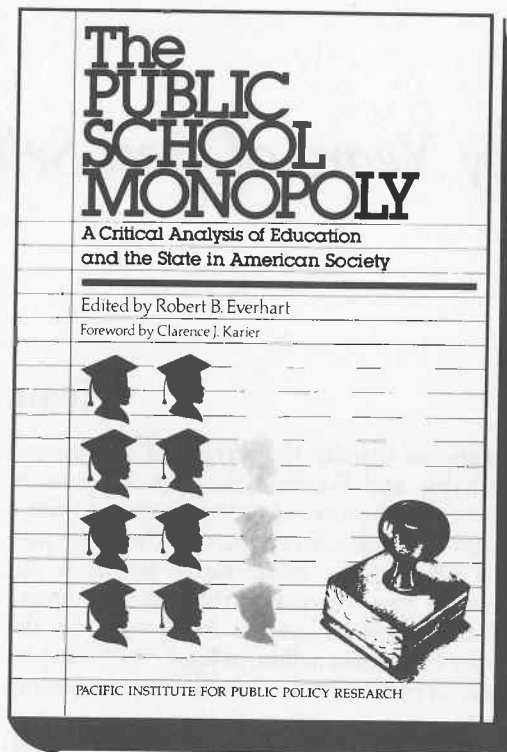 The
PUBLIC
SCHOOL
MONOPOLY
A Critical Analysis of Education
and the State in American Society
Edited by Robert B. Everhart
Foreword by Clarence J. Karier
PACIFIC INSTITUTE FOR PUBLIC POLICY RESEARCH